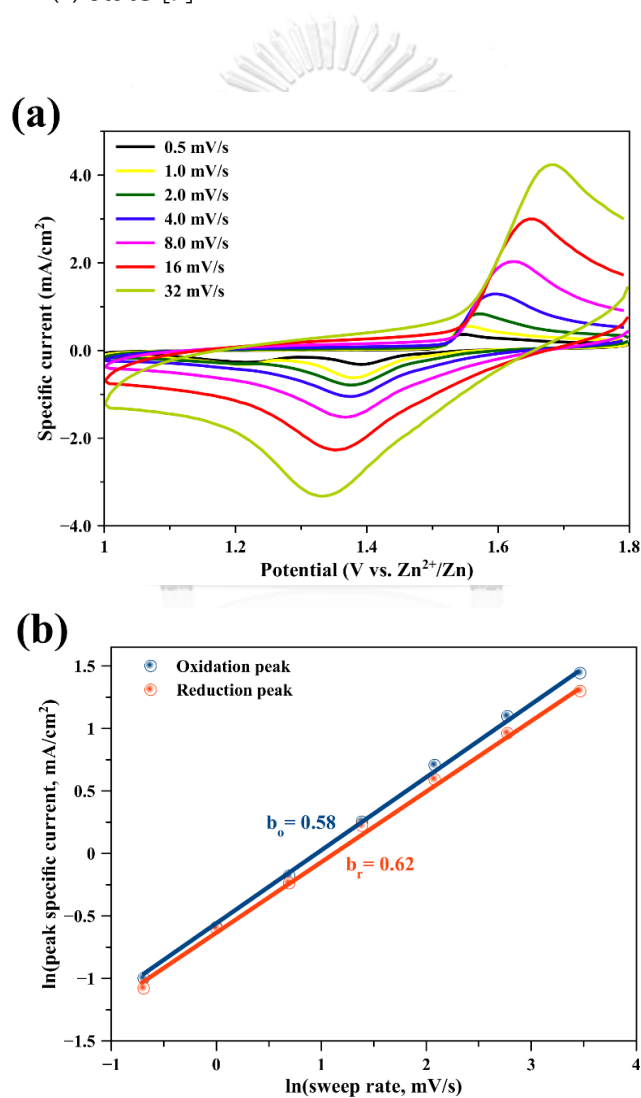 (a)
0.5 mV/s
1.0 mV/s
2.0 mV/s
4.0 mV/s
8.0 mV/s
16 mV/s
32 mV/s
4.0
2.0
0.0
−2.0
−4.0
Specific current (mA/cm²)
1
1.2
1.4
1.6
1.8
Potential (V vs. Zn²⁺/Zn)
(b)
Oxidation peak
Reduction peak
1.5
1
0.5
0
−0.5
−1
−1.5
ln(peak specific current, mA/cm²)
bₒ= 0.58
bᵣ= 0.62
−1
0
1
2
3
4
ln(sweep rate, mV/s)